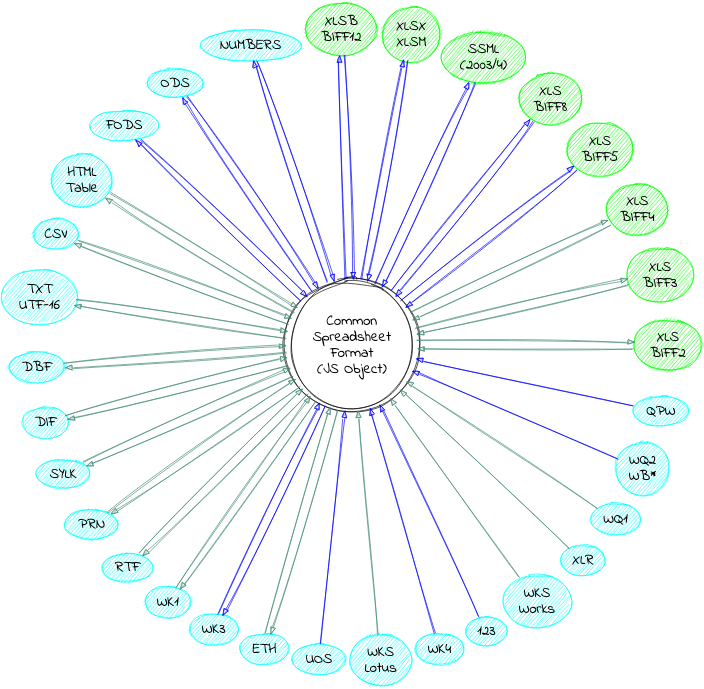 NUMBERS
XLSB
BIFF12
XLSX
XLSM
SSML
(2003/4)
XLS
BIFF8
XLS
BIFF5
XLS
BIFF4
XLS
BIFF3
XLS
BIFF2
QPW
WQ2
WB*
WQ1
XLR
WKS
Works
123
WK4
WKS
Lotus
UOS
ETH
WK3
WK1
RTF
PRN
SYLK
DIF
DBF
TXT
UTF-16
CSV
HTML
Table
FODS
ODS
Common
Spreadsheet
Format
(JS Object)